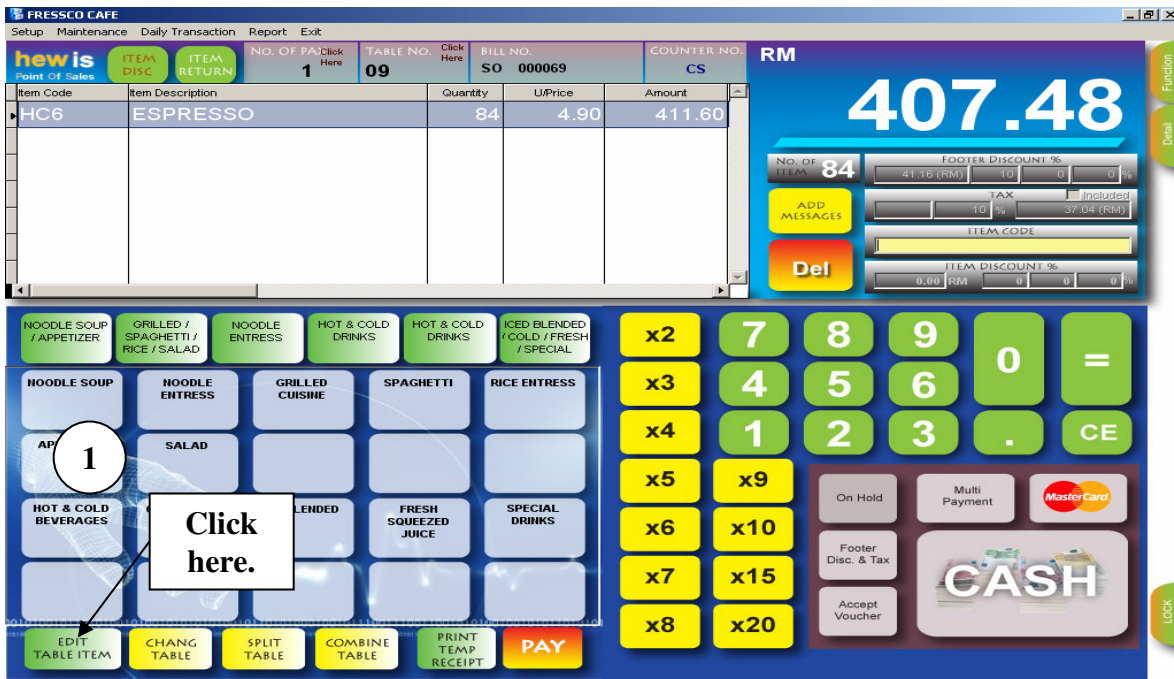 FRESSCO CAFE
Setup Maintenance Daily Transaction Report Exit
hew is
Point Of Sales
ITEM
DISC
ITEM
RETURN
NO. OF PAX
Click
Here
1
TABLE NO.
Click
Here
09
BILL NO.
SO 000069
COUNTER NO.
CS
RM
407.48
Function
Detail
Item Code Item Description Quantity U/Price Amount
HC6 ESPRESSO 84 4.90 411.60
NO. OF
ITEM 84
FOOTER DISCOUNT %
41.16 (RM) 10 0 0 %
TAX Included
10 % 37.04 (RM)
ADD
MESSAGES
ITEM CODE
Del
ITEM DISCOUNT %
0.00 RM 0 0 0 %
NOODLE SOUP
/ APPETIZER
GRILLED /
SPAGHETTI /
RICE / SALAD
NOODLE
ENTRESS
HOT & COLD
DRINKS
HOT & COLD
DRINKS
ICED BLENDED
/ COLD / FRESH
/ SPECIAL
NOODLE SOUP
NOODLE
ENTRESS
GRILLED
CUISINE
SPAGHETTI
RICE ENTRESS
SALAD
1
HOT & COLD
BEVERAGES
LENDED
FRESH
SQUEEZED
JUICE
SPECIAL
DRINKS
Click
here.
EDIT
TABLE ITEM
CHANG
TABLE
SPLIT
TABLE
COMBINE
TABLE
PRINT
TEMP
RECEIPT
PAY
x2
x3
x4
x5 x9
x6 x10
x7 x15
x8 x20
7 8 9 0 =
4 5 6
1 2 3 . CE
On Hold
Multi
Payment
MasterCard
Footer
Disc. & Tax
Accept
Voucher
CASH
LOCK